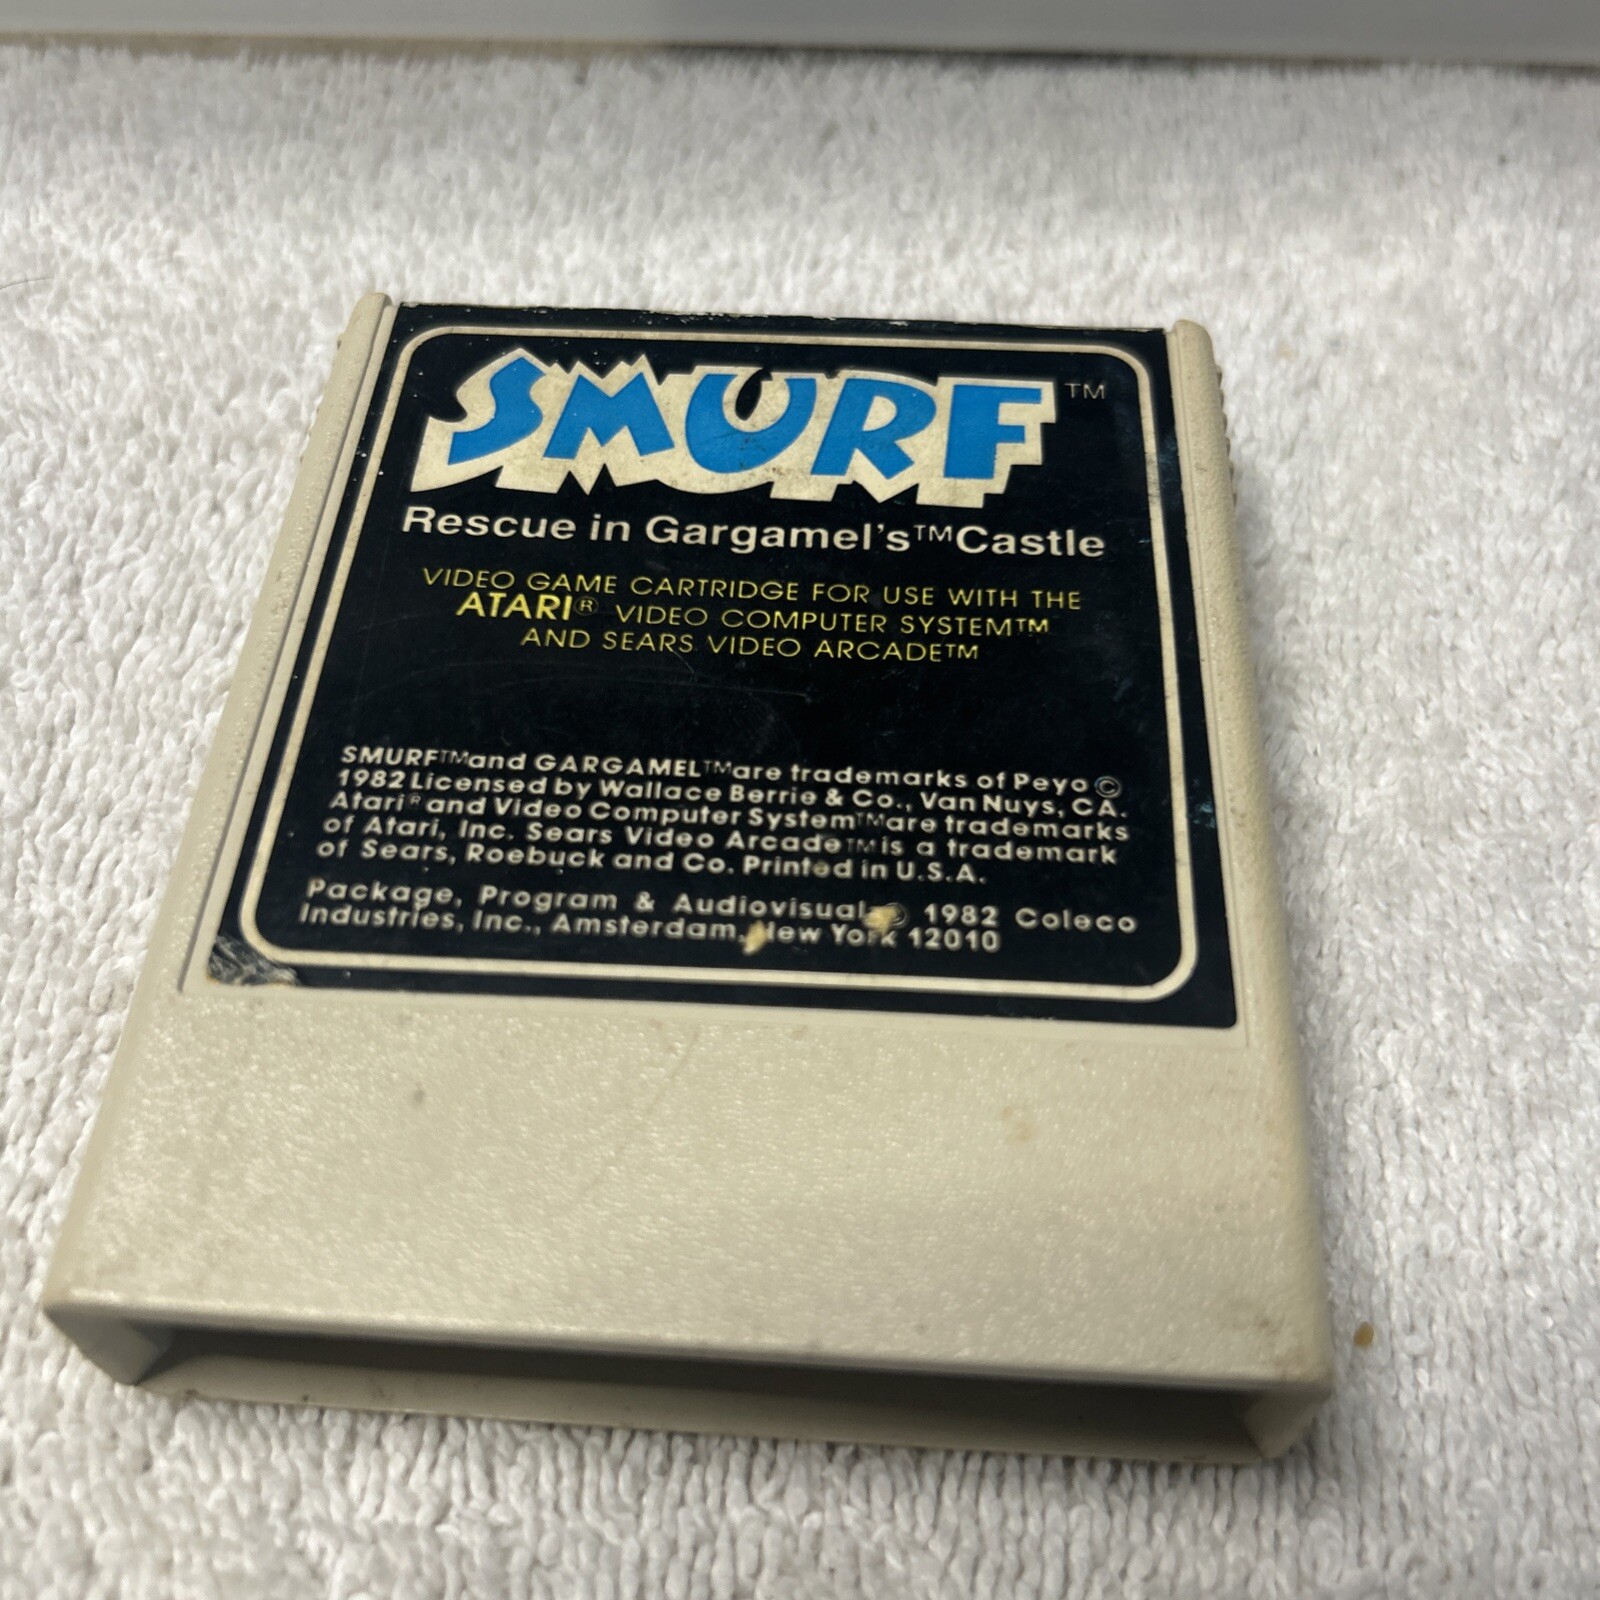 SMURF™
Rescue in Gargamel's™Castle
VIDEO GAME CARTRIDGE FOR USE WITH THE
ATARI® VIDEO COMPUTER SYSTEM™
AND SEARS VIDEO ARCADE™
SMURF™and GARGAMEL™are trademarks of Peyo ©
1982 Licensed by Wallace Berrie & Co., Van Nuys, CA.
Atari® and Video Computer System™are trademarks
of Atari, Inc. Sears Video Arcade™is a trademark
of Sears, Roebuck and Co. Printed in U.S.A.
Package, Program & Audiovisual © 1982 Coleco
Industries, Inc., Amsterdam, New York 12010